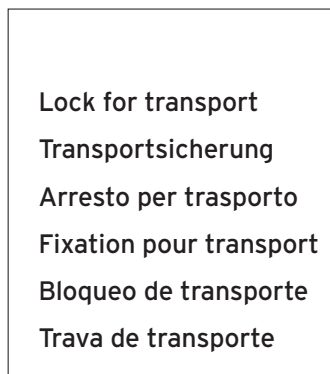 Lock for transport
Transportsicherung
Arresto per trasporto
Fixation pour transport
Bloqueo de transporte
Trava de transporte